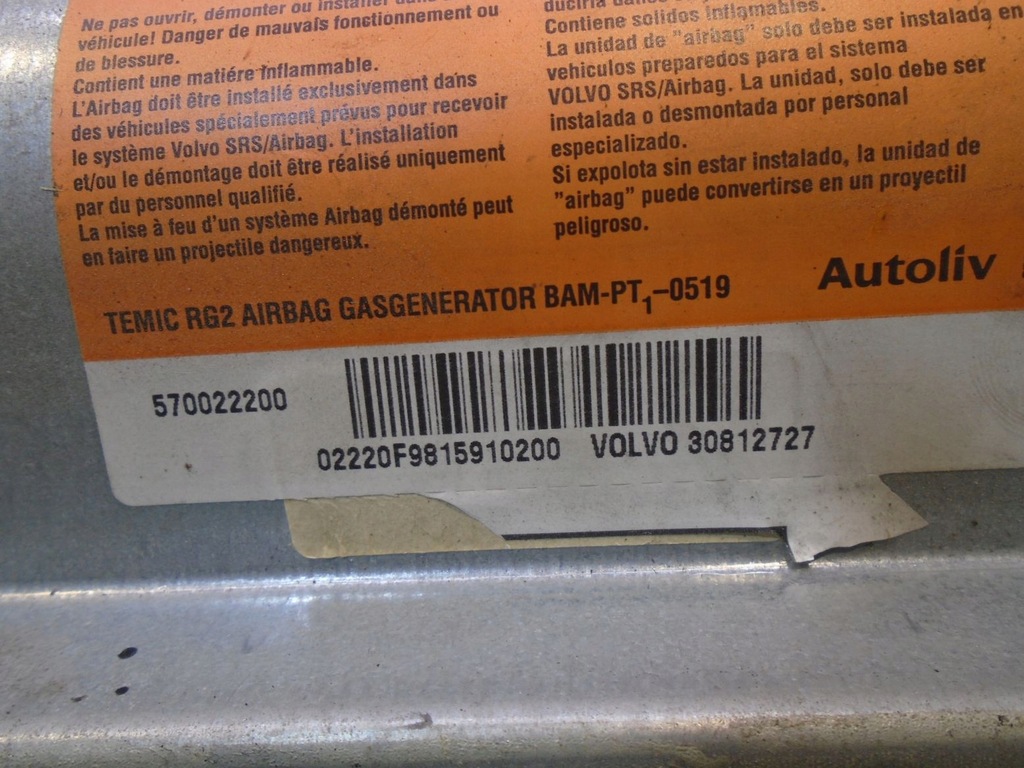 Ne pas ouvrir, démonter ou installer dans
véhicule! Danger de mauvais fonctionnement ou
de blessure.
Contient une matiére inflammable.
L'Airbag doit être installé exclusivement dans
des véhicules spécialement prévus pour recevoir
le système Volvo SRS/Airbag. L'installation
et/ou le démontage doit être réalisé uniquement
par du personnel qualifié.
La mise à feu d'un système Airbag démonté peut
en faire un projectile dangereux.
Contiene solidos inflamables.
La unidad de "airbag" solo debe ser instalada en
vehiculos preparedos para el sistema
VOLVO SRS/Airbag. La unidad, solo debe ser
instalada o desmontada por personal
especializado.
Si expolota sin estar instalado, la unidad de
"airbag" puede convertirse en un proyectil
peligroso.
Autoliv
TEMIC RG2 AIRBAG GASGENERATOR BAM-PT1-0519
570022200
02220F9815910200 VOLVO 30812727